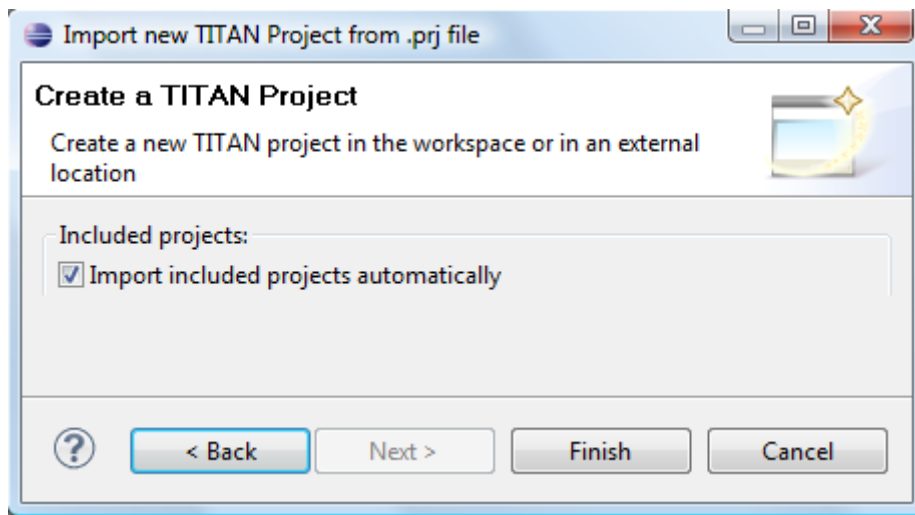 Import new TITAN Project from .prj file
Create a TITAN Project
Create a new TITAN project in the workspace or in an external
location
Included projects:
Import included projects automatically
?
< Back
Next >
Finish
Cancel